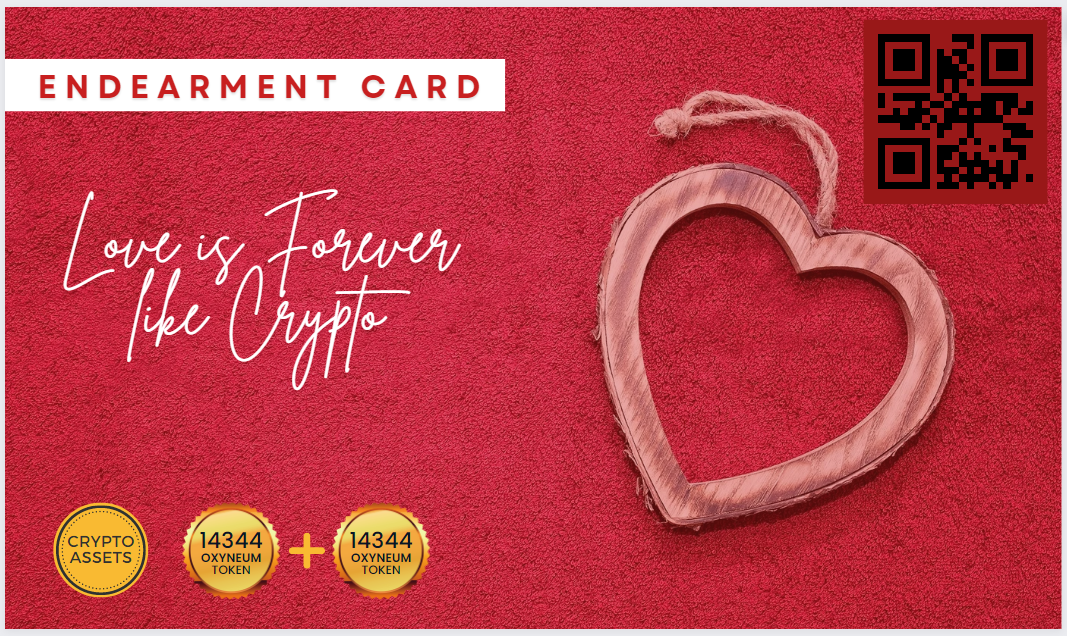 ENDEARMENT CARD
Love is Forever
like Crypto
CRYPTO
ASSETS
14344
OXYNEUM
TOKEN
+
14344
OXYNEUM
TOKEN